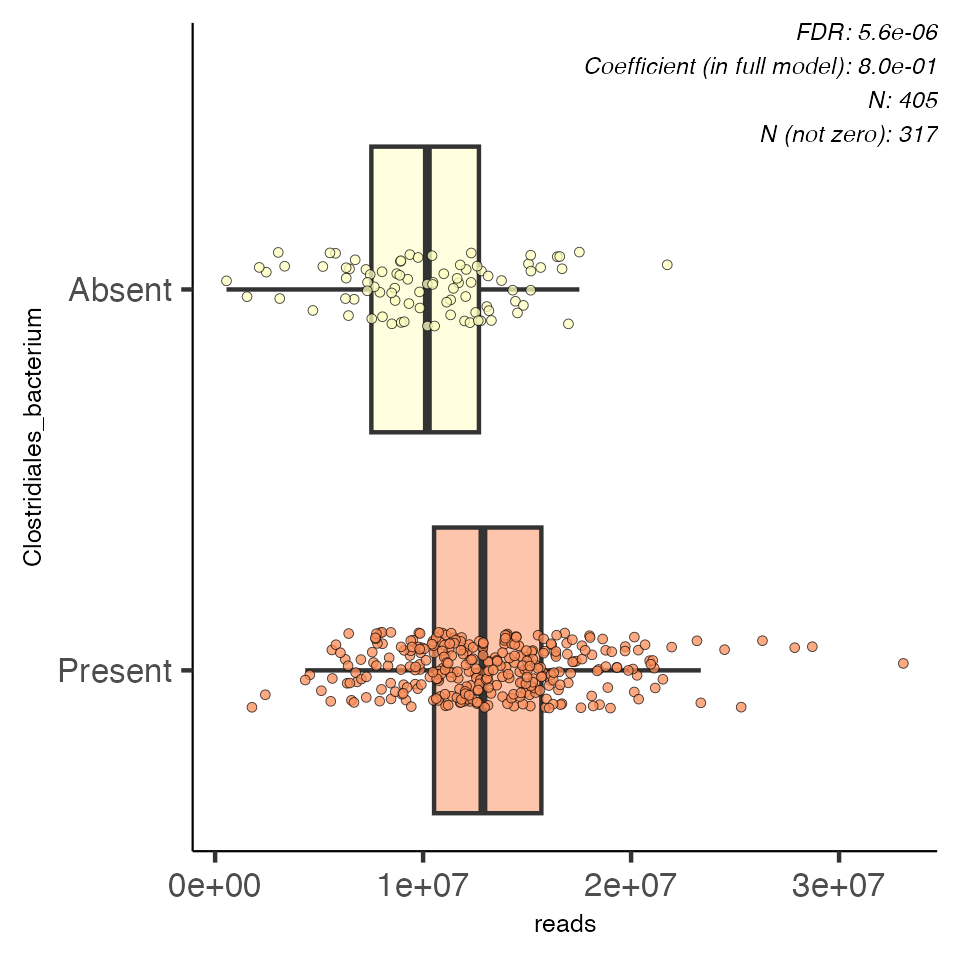 FDR: 5.6e-06
Coefficient (in full model): 8.0e-01
N: 405
N (not zero): 317
Absent
Clostridiales_bacterium
Present
0e+00 1e+07 2e+07 3e+07
reads